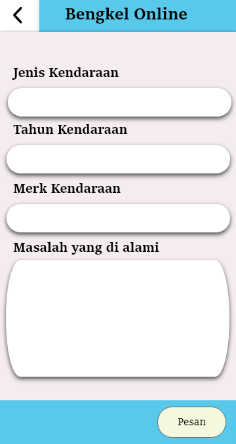 Bengkel Online
Jenis Kendaraan
Tahun Kendaraan
Merk Kendaraan
Masalah yang di alami
Pesan